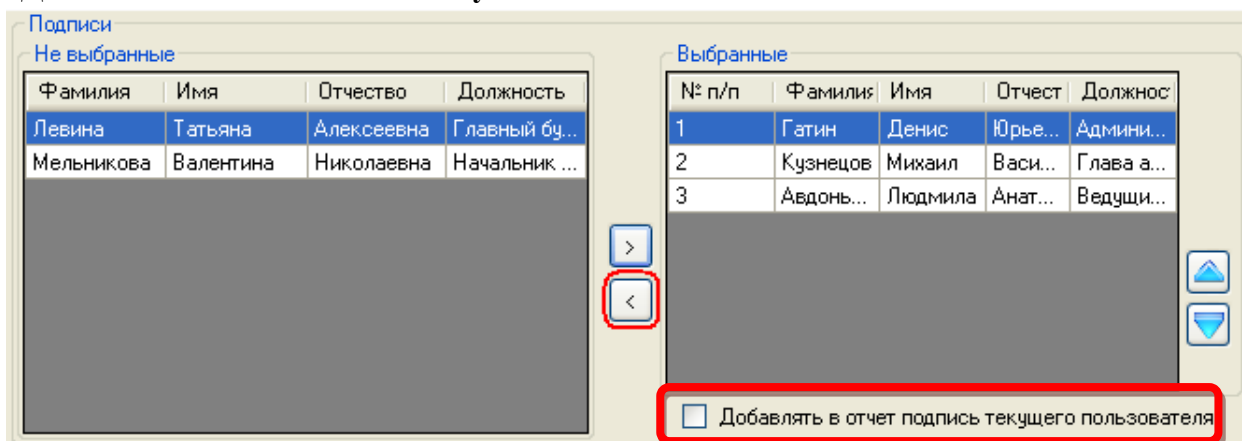 Подписи
Не выбранные
Фамилия Имя Отчество Должность
Левина Татьяна Алексеевна Главный бу...
Мельникова Валентина Николаевна Начальник ...
>
<
Выбранные
№ п/п Фамилия Имя Отчест Должнос
1 Гатин Денис Юрье... Админи...
2 Кузнецов Михаил Васи... Глава а...
3 Авдонь... Людмила Анат... Ведущи...
Добавлять в отчет подпись текущего пользователя